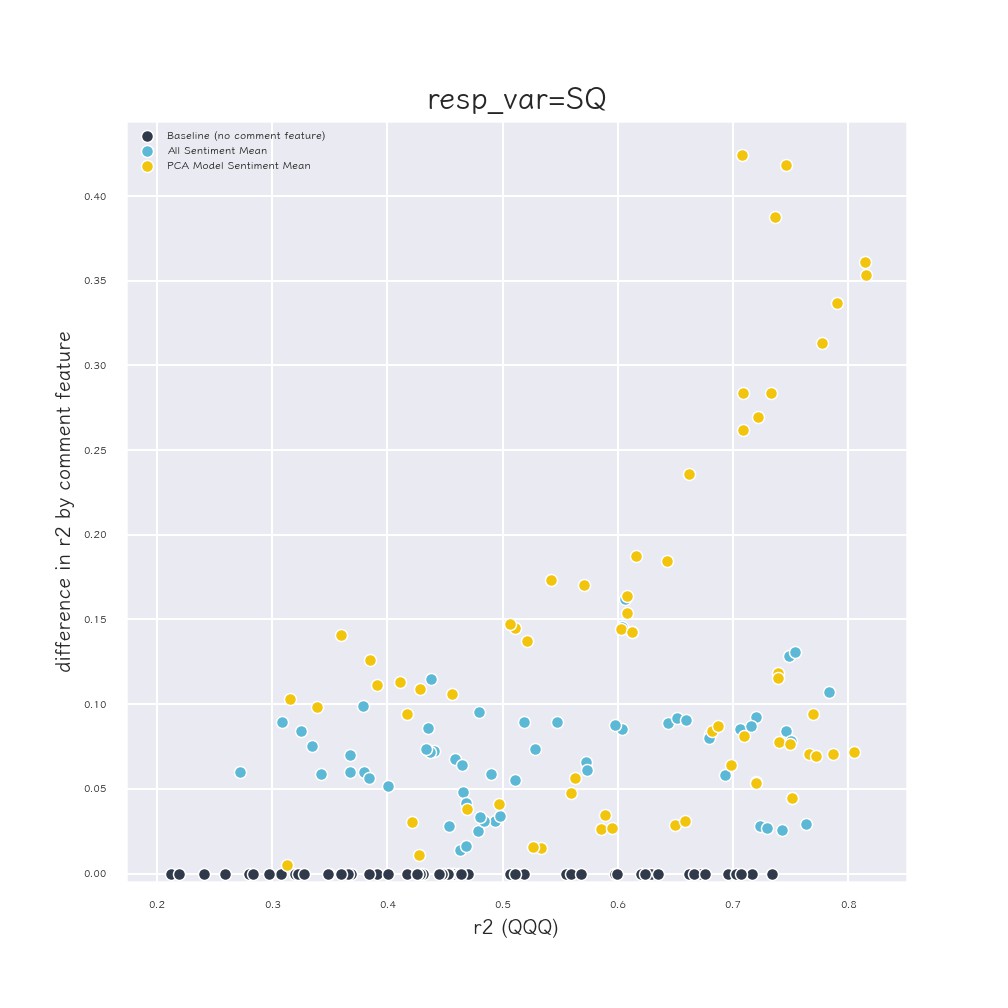 resp_var=SQ
Baseline (no comment feature)
All Sentiment Mean
PCA Model Sentiment Mean
0.40
0.35
0.30
0.25
0.20
0.15
0.10
0.05
0.00
difference in r2 by comment feature
0.2 0.3 0.4 0.5 0.6 0.7 0.8
r2 (QQQ)